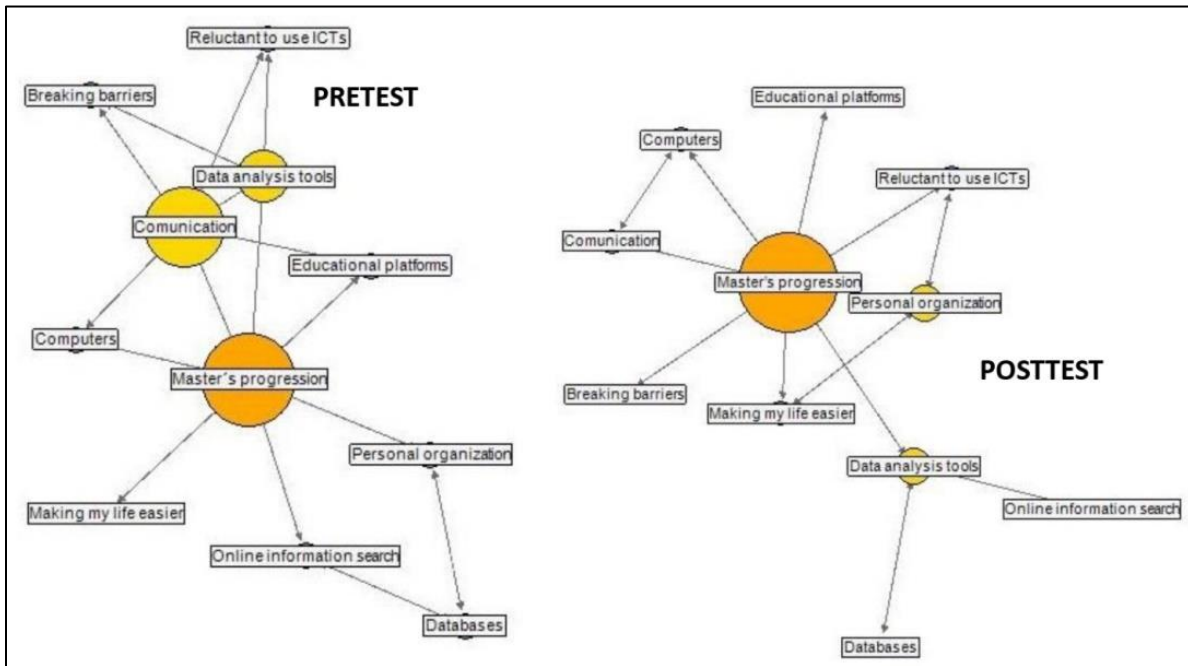 PRETEST
Reluctant to use ICTs
Breaking barriers
Data analysis tools
Comunication
Educational platforms
Computers
Master´s progression
Personal organization
Making my life easier
Online information search
Databases
POSTTEST
Educational platforms
Computers
Reluctant to use ICTs
Comunication
Master's progression
Personal organization
Breaking barriers
Making my life easier
Data analysis tools
Online information search
Databases